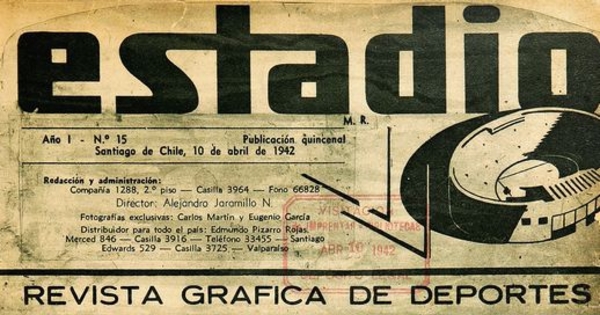 estadio
M. R.
Año I - N.º 15 Publicación quincenal
Santiago de Chile, 10 de abril de 1942
Redacción y administración:
Compañía 1288, 2.º piso — Casilla 3964 — Fono 66828
Director: Alejandro Jaramillo N.
Fotografías exclusivas: Carlos Martín y Eugenio García
Distribuidor para todo el país: Edmundo Pizarro Rojas,
Merced 846 — Casilla 3916 — Teléfono 33455 — Santiago
Edwards 529 — Casilla 3725 — Valparaíso
VISITACION
IMPRENTAS Y BIBLIOTECAS
ABR 10 1942
REVISTA GRAFICA DE DEPORTES